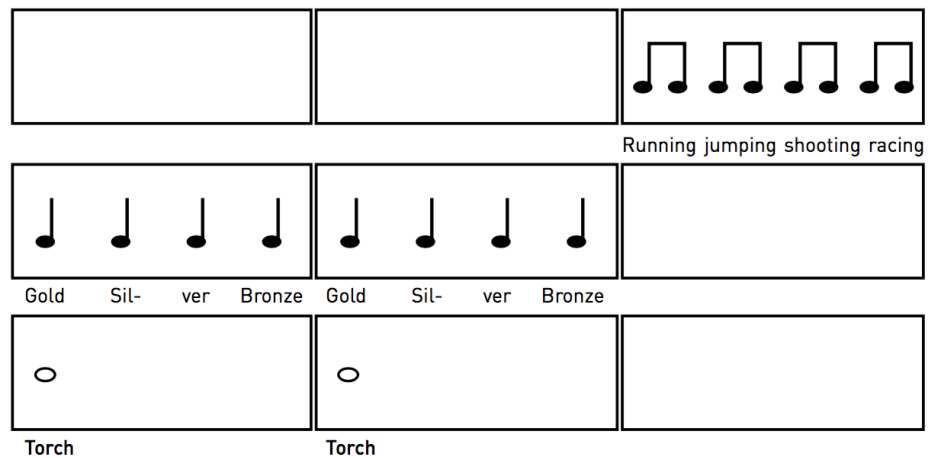 Running jumping shooting racing
Gold Sil- ver Bronze Gold Sil- ver Bronze
Torch Torch